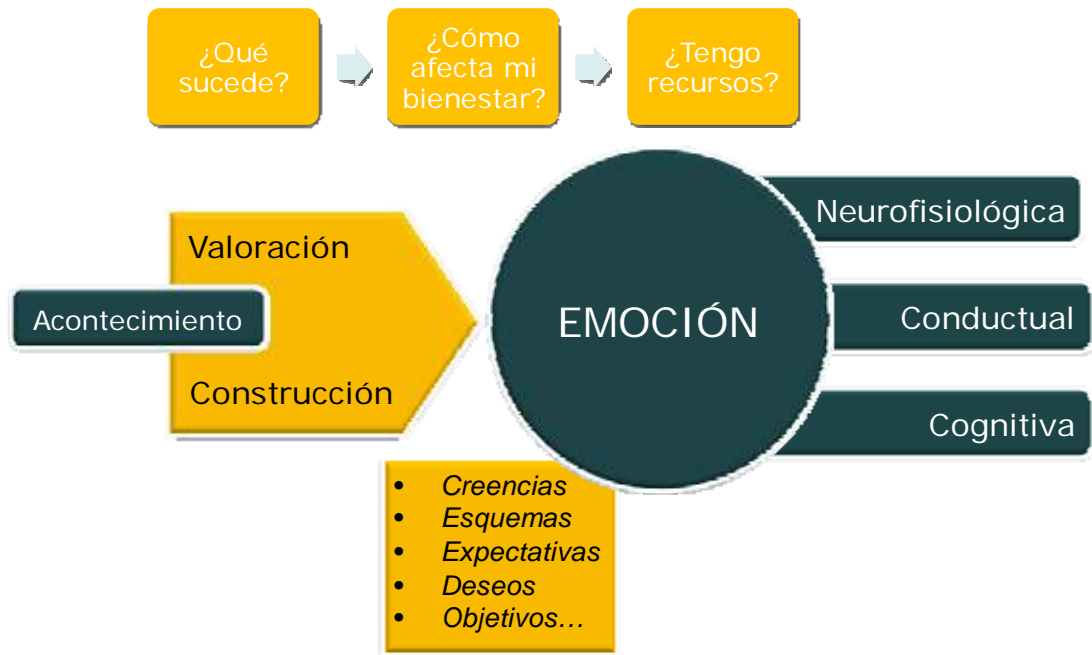 ¿Qué
sucede?
¿Cómo
afecta mi
bienestar?
¿Tengo
recursos?
Valoración
Acontecimiento
Construcción
EMOCIÓN
Neurofisiológica
Conductual
Cognitiva
• Creencias
• Esquemas
• Expectativas
• Deseos
• Objetivos…